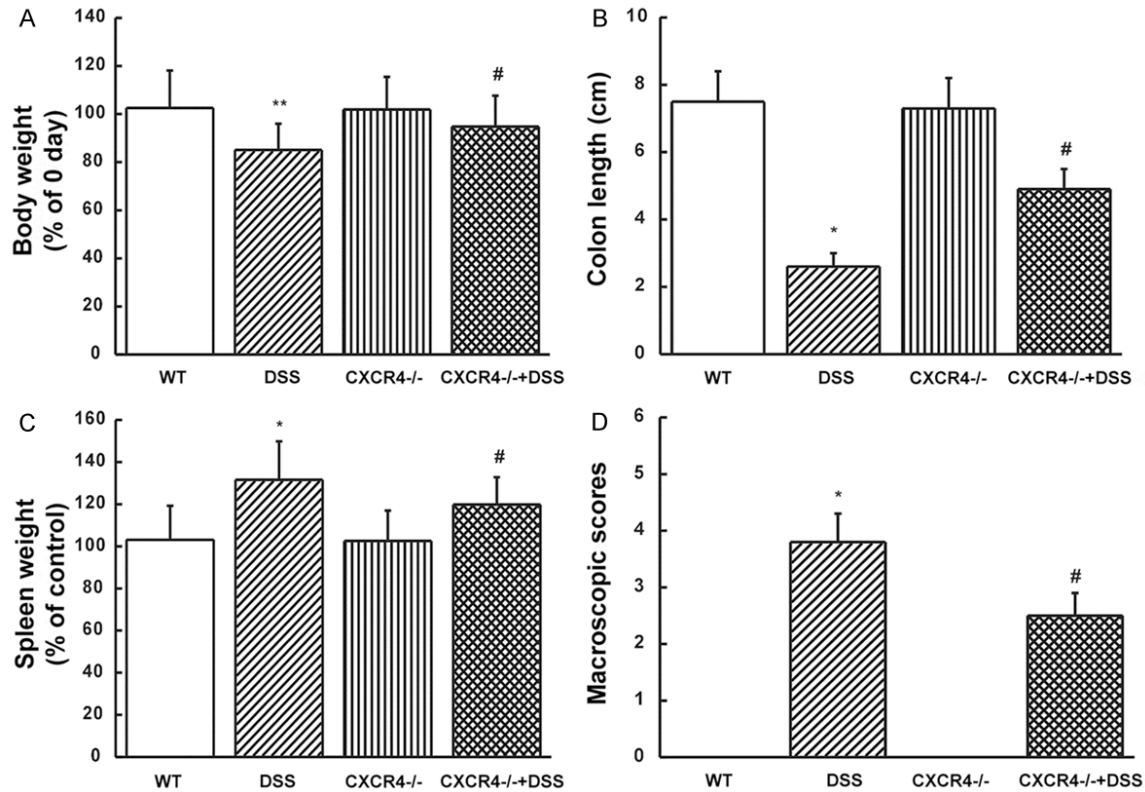 A
Body weight
(% of 0 day)
140
120
100
80
60
40
20
0
**
#
WT DSS CXCR4-/- CXCR4-/-+DSS
B
Colon length (cm)
10
8
6
4
2
0
*
#
WT DSS CXCR4-/- CXCR4-/-+DSS
C
Spleen weight
(% of control)
160
140
120
100
80
60
40
20
0
*
#
WT DSS CXCR4-/- CXCR4-/-+DSS
D
Macroscopic scores
6
5
4
3
2
1
0
*
#
WT DSS CXCR4-/- CXCR4-/-+DSS